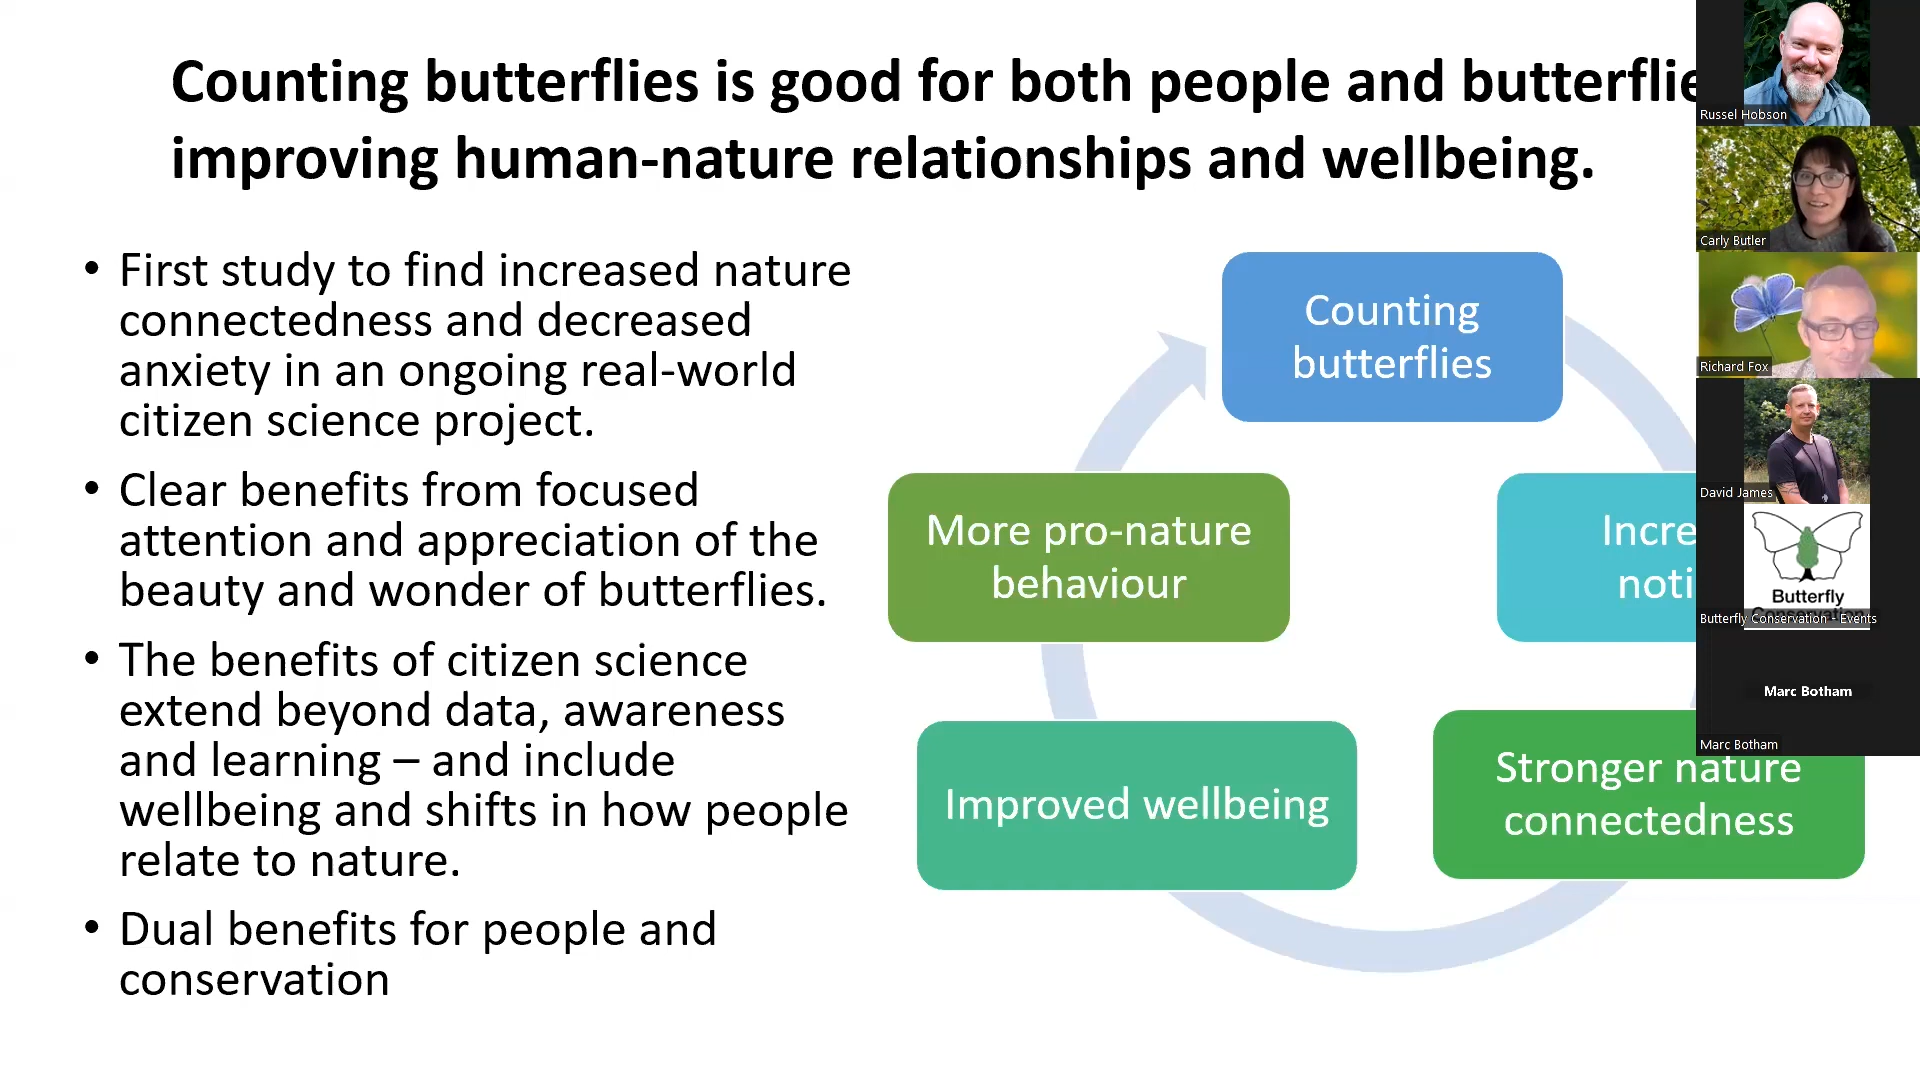 Counting butterflies is good for both people and
improving human-nature relationships and wellbeing.
• First study to find increased nature
connectedness and decreased
anxiety in an ongoing real-world
citizen science project.
• Clear benefits from focused
attention and appreciation of the
beauty and wonder of butterflies.
• The benefits of citizen science
extend beyond data, awareness
and learning – and include
wellbeing and shifts in how people
relate to nature.
• Dual benefits for people and
conservation
Counting
butterflies
Stronger nature
connectedness
Improved wellbeing
More pro-nature
behaviour
Russel Hobson
Carly Butler
Richard Fox
David James
Butterfly
Conservation
Butterfly Conservation - Events
Marc Botham
Marc Botham